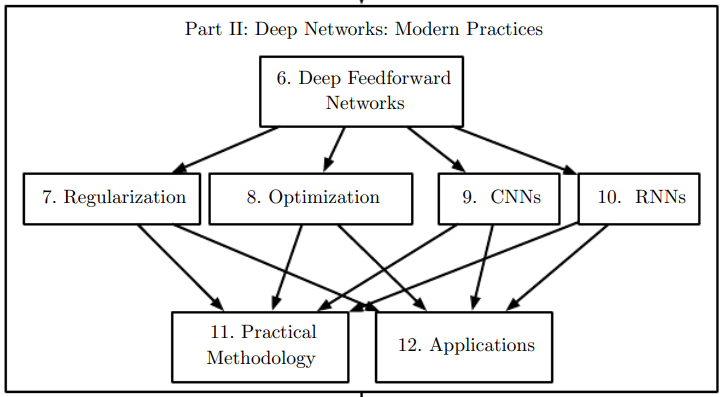 Part II: Deep Networks: Modern Practices
6. Deep Feedforward
Networks
7. Regularization
8. Optimization
9. CNNs
10. RNNs
11. Practical
Methodology
12. Applications